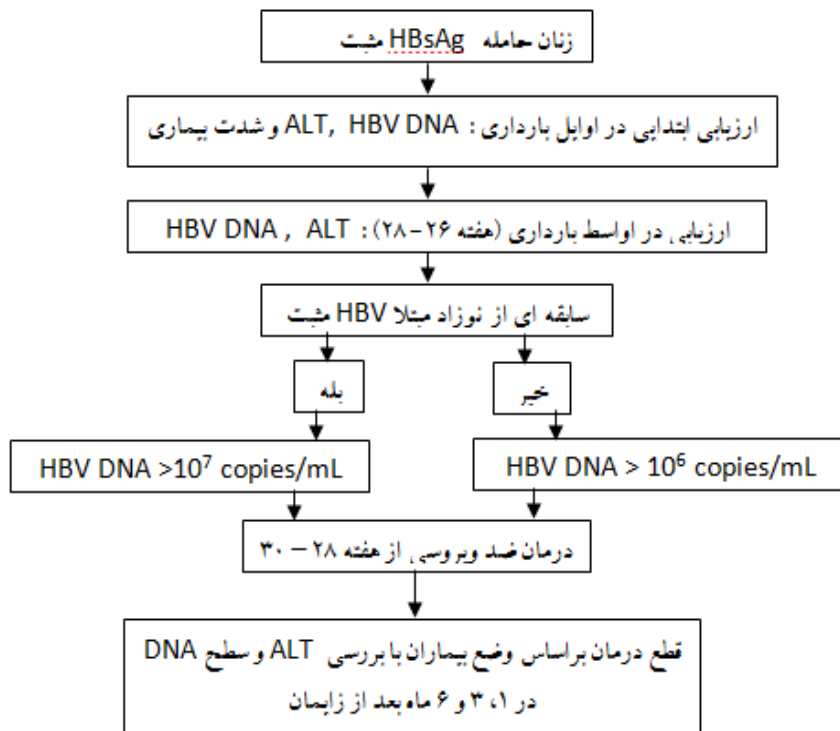 زنان حامله HBsAg مثبت
ارزیابی ابتدایی در اوایل بارداری : ALT, HBV DNA و شدت بیماری
ارزیابی در اواسط بارداری (هفته ۲۶-۲۸) : HBV DNA , ALT
سابقه ای از نوزاد مبتلا HBV مثبت
خیر
بله
HBV DNA > 10⁶ copies/mL
HBV DNA >10⁷ copies/mL
درمان ضد ویروسی از هفته ۲۸ – ۳۰
قطع درمان براساس وضع بیماران با بررسی ALT و سطح DNA
در ۱، ۳ و ۶ ماه بعد از زایمان